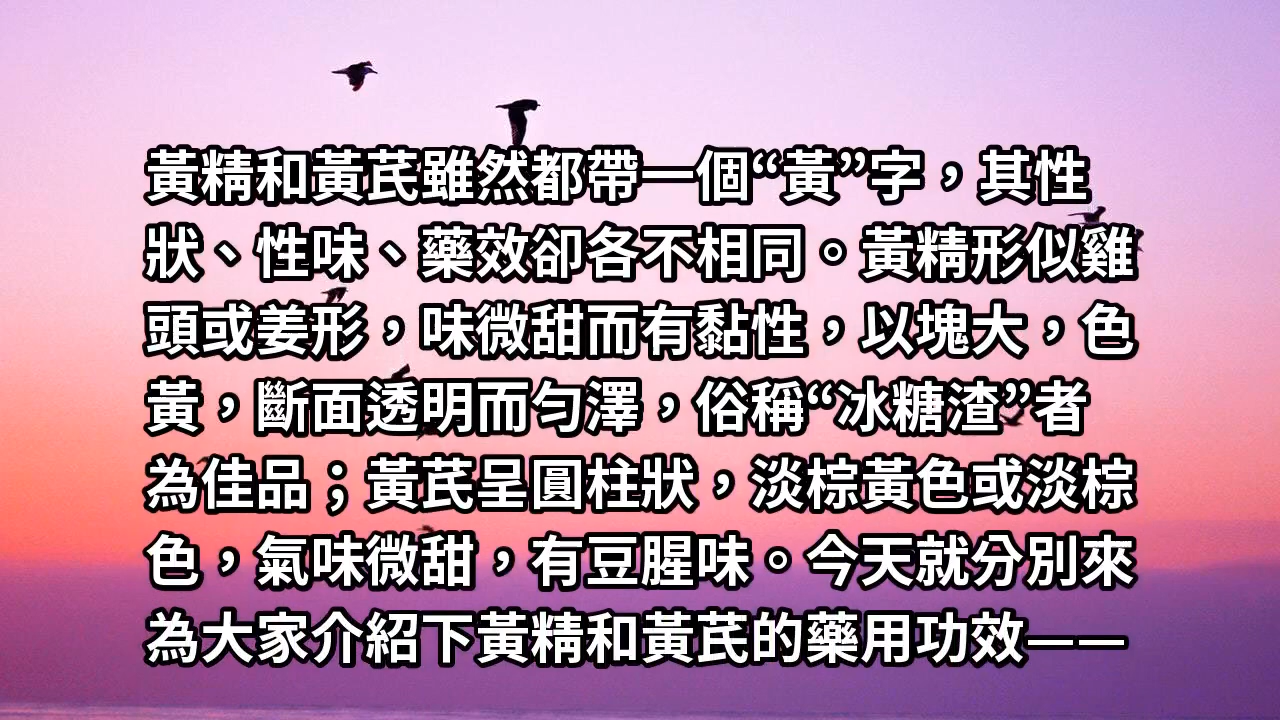 黃精和黃芪雖然都帶一個“黃”字，其性
狀、性味、藥效卻各不相同。黃精形似雞
頭或姜形，味微甜而有黏性，以塊大，色
黃，斷面透明而勻澤，俗稱“冰糖渣”者
為佳品；黃芪呈圓柱狀，淡棕黃色或淡棕
色，氣味微甜，有豆腥味。今天就分別來
為大家介紹下黃精和黃芪的藥用功效——